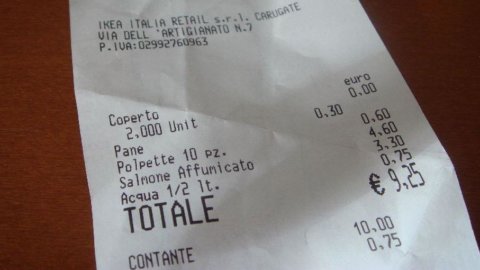 IKEA ITALIA RETAIL s.r.l. CARUGATE
VIA DELL 'ARTIGIANATO N.7
P.IVA:02992760963
euro
Coperto 0,00
2,000 Unit 0,30
Pane 0,60
Polpette 10 pz. 4,60
Salmone Affumicato 3,30
Acqua 1/2 lt. 0,75
TOTALE € 9,25
CONTANTE 10,00
0,75